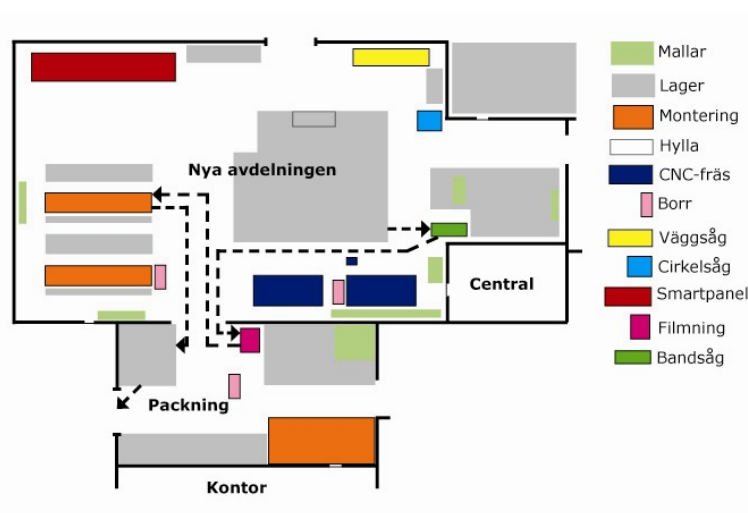 Nya avdelningen
Central
Packning
Kontor
Mallar
Lager
Montering
Hylla
CNC-fräs
Borr
Väggsåg
Cirkelsåg
Smartpanel
Filmning
Bandsåg